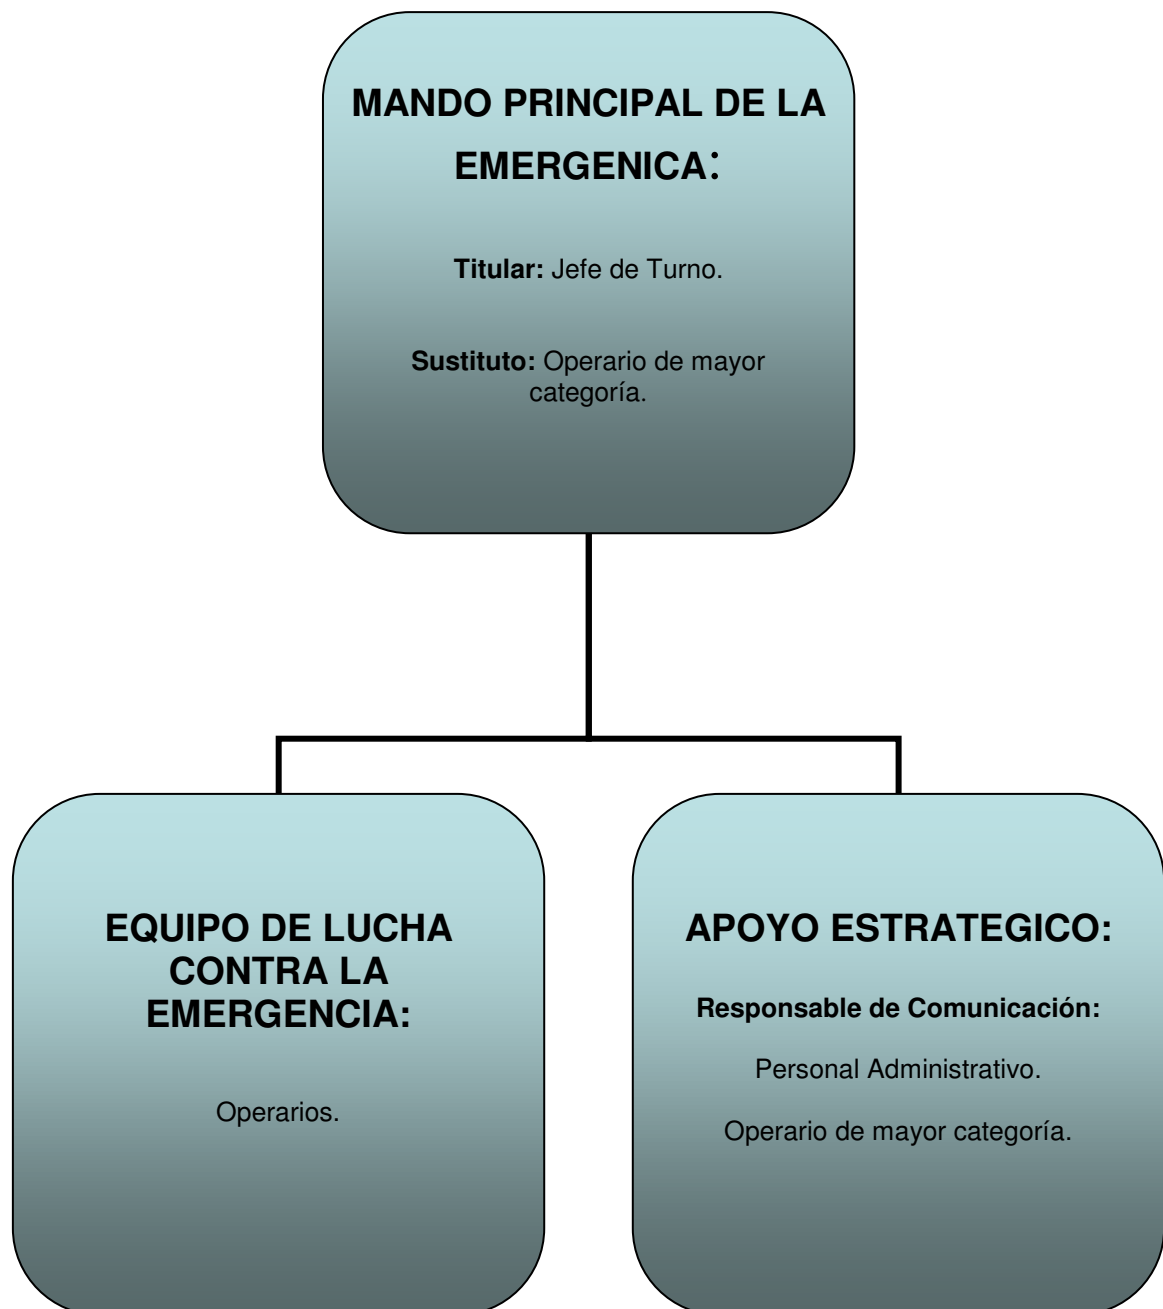 MANDO PRINCIPAL DE LA
EMERGENICA:
Titular: Jefe de Turno.
Sustituto: Operario de mayor
categoría.
EQUIPO DE LUCHA
CONTRA LA
EMERGENCIA:
Operarios.
APOYO ESTRATEGICO:
Responsable de Comunicación:
Personal Administrativo.
Operario de mayor categoría.